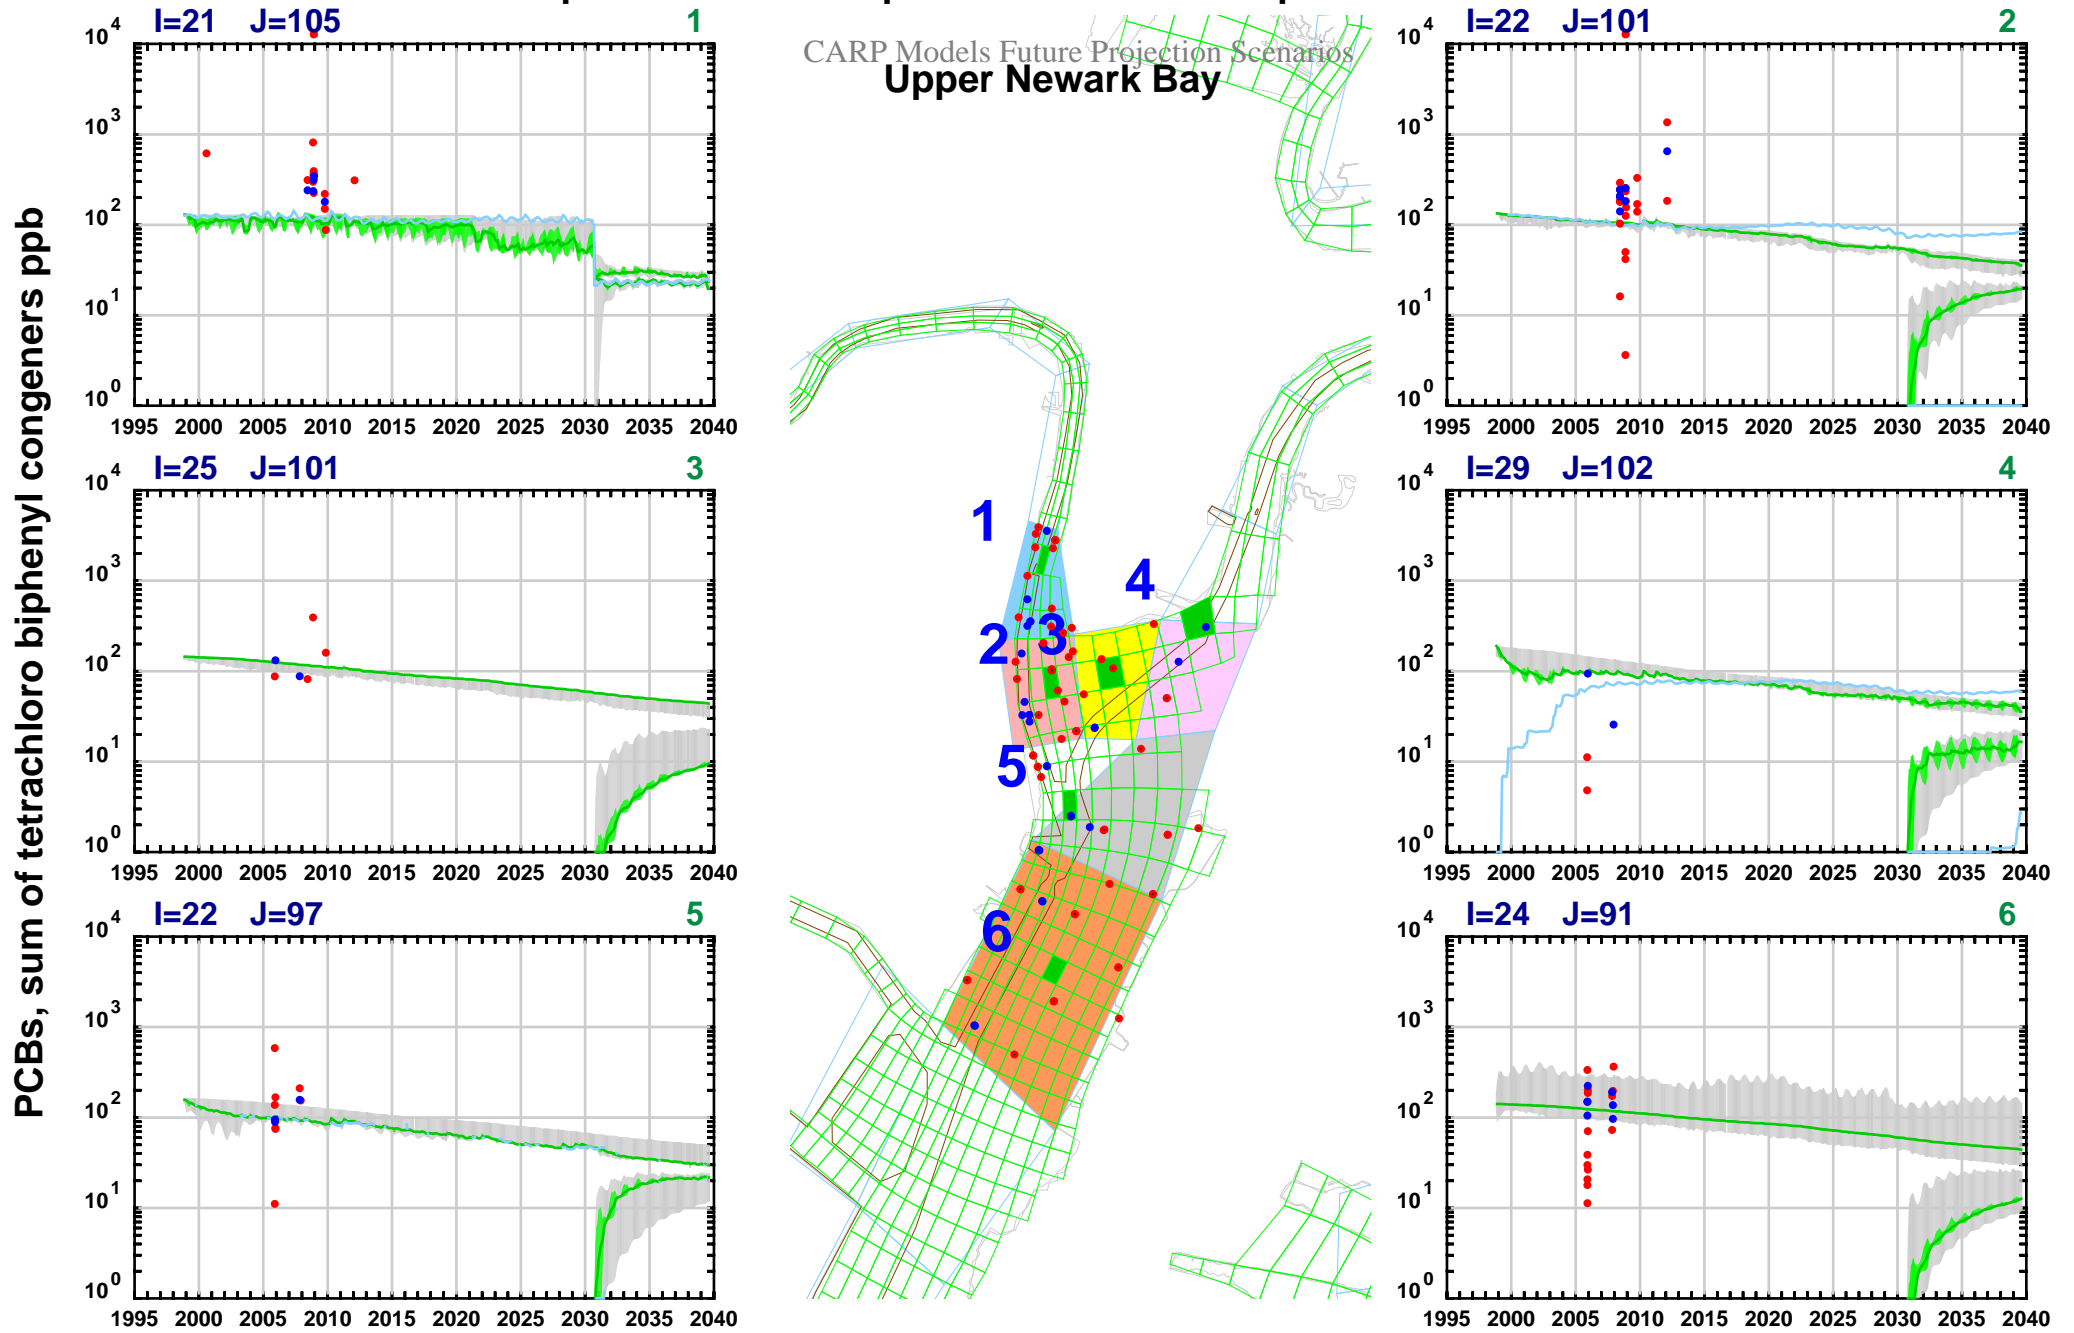 CARP Models Future Projection Scenarios
Upper Newark Bay
PCBs, sum of tetrachloro biphenyl congeners ppb
I=21 J=105 1
10^4
10^3
10^2
10^1
10^0
1995 2000 2005 2010 2015 2020 2025 2030 2035 2040
I=22 J=101 2
10^4
10^3
10^2
10^1
10^0
1995 2000 2005 2010 2015 2020 2025 2030 2035 2040
I=25 J=101 3
10^4
10^3
10^2
10^1
10^0
1995 2000 2005 2010 2015 2020 2025 2030 2035 2040
I=29 J=102 4
10^4
10^3
10^2
10^1
10^0
1995 2000 2005 2010 2015 2020 2025 2030 2035 2040
I=22 J=97 5
10^4
10^3
10^2
10^1
10^0
1995 2000 2005 2010 2015 2020 2025 2030 2035 2040
I=24 J=91 6
10^4
10^3
10^2
10^1
10^0
1995 2000 2005 2010 2015 2020 2025 2030 2035 2040
1
4
2 3
5
6